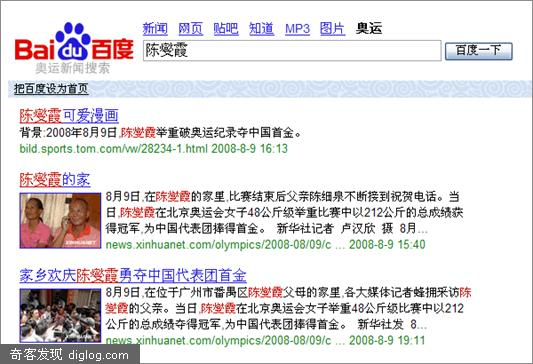 新闻 网页 贴吧 知道 MP3 图片 奥运
Bai du 百度
奥运新闻搜索
陈燮霞
百度一下
把百度设为首页
陈燮霞可爱漫画
背景:2008年8月9日,陈燮霞举重破奥运纪录夺中国首金。
bild.sports.tom.com/vw/28234-1.html 2008-8-9 16:13
陈燮霞的家
8月9日,在陈燮霞的家里,比赛结束后父亲陈细泉不断接到祝贺电话。当
日,陈燮霞在北京奥运会女子48公斤级举重比赛中以212公斤的总成绩获
得冠军,为中国代表团捧得首金。 新华社记者 卢汉欣 摄 8月...
news.xinhuanet.com/olympics/2008-08/09/c ... 2008-8-9 15:40
家乡欢庆陈燮霞勇夺中国代表团首金
8月9日,在位于广州市番禺区陈燮霞父母的家里,各大媒体记者蜂拥采访陈
燮霞的父亲。当日,陈燮霞在北京奥运会女子48公斤级比赛中以212
公斤的总成绩夺得冠军,为中国代表团捧得首金。 新华社发 8...
news.xinhuanet.com/olympics/2008-08/09/c ... 2008-8-9 19:11
奇客发现 diglog.com